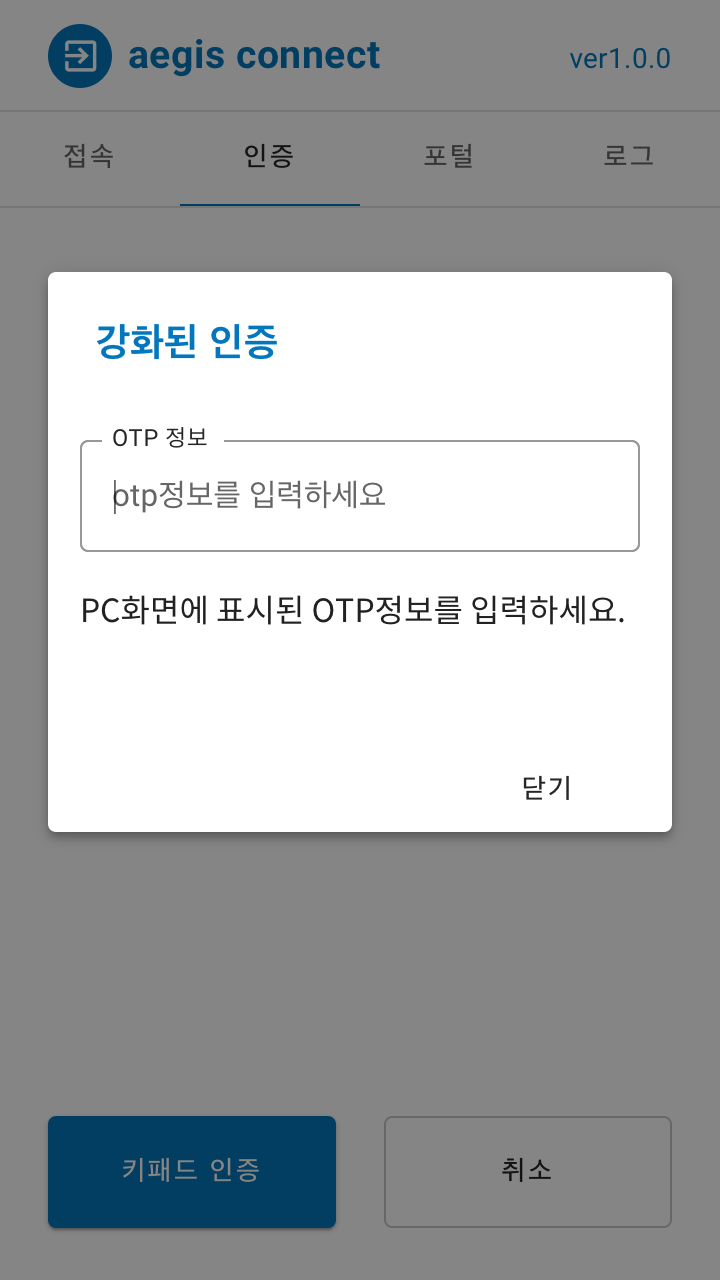 aegis connect
ver1.0.0
접속 인증 포털 로그
강화된 인증
OTP 정보
otp정보를 입력하세요
PC화면에 표시된 OTP정보를 입력하세요.
닫기
키패드 인증
취소